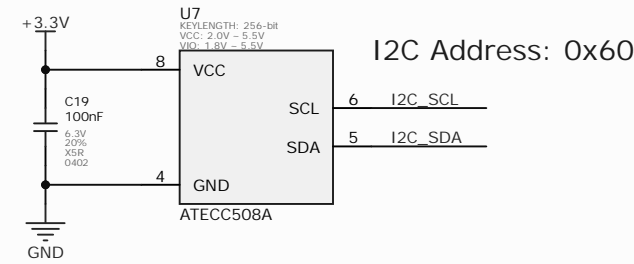 U7
KEYLENGTH: 256-bit
VCC: 2.0V – 5.5V
VIO: 1.8V – 5.5V
+3.3V
I2C Address: 0x60
8
VCC
C19
100nF
6.3V
20%
X5R
0402
SCL
6
I2C_SCL
SDA
5
I2C_SDA
4
GND
ATECC508A
GND